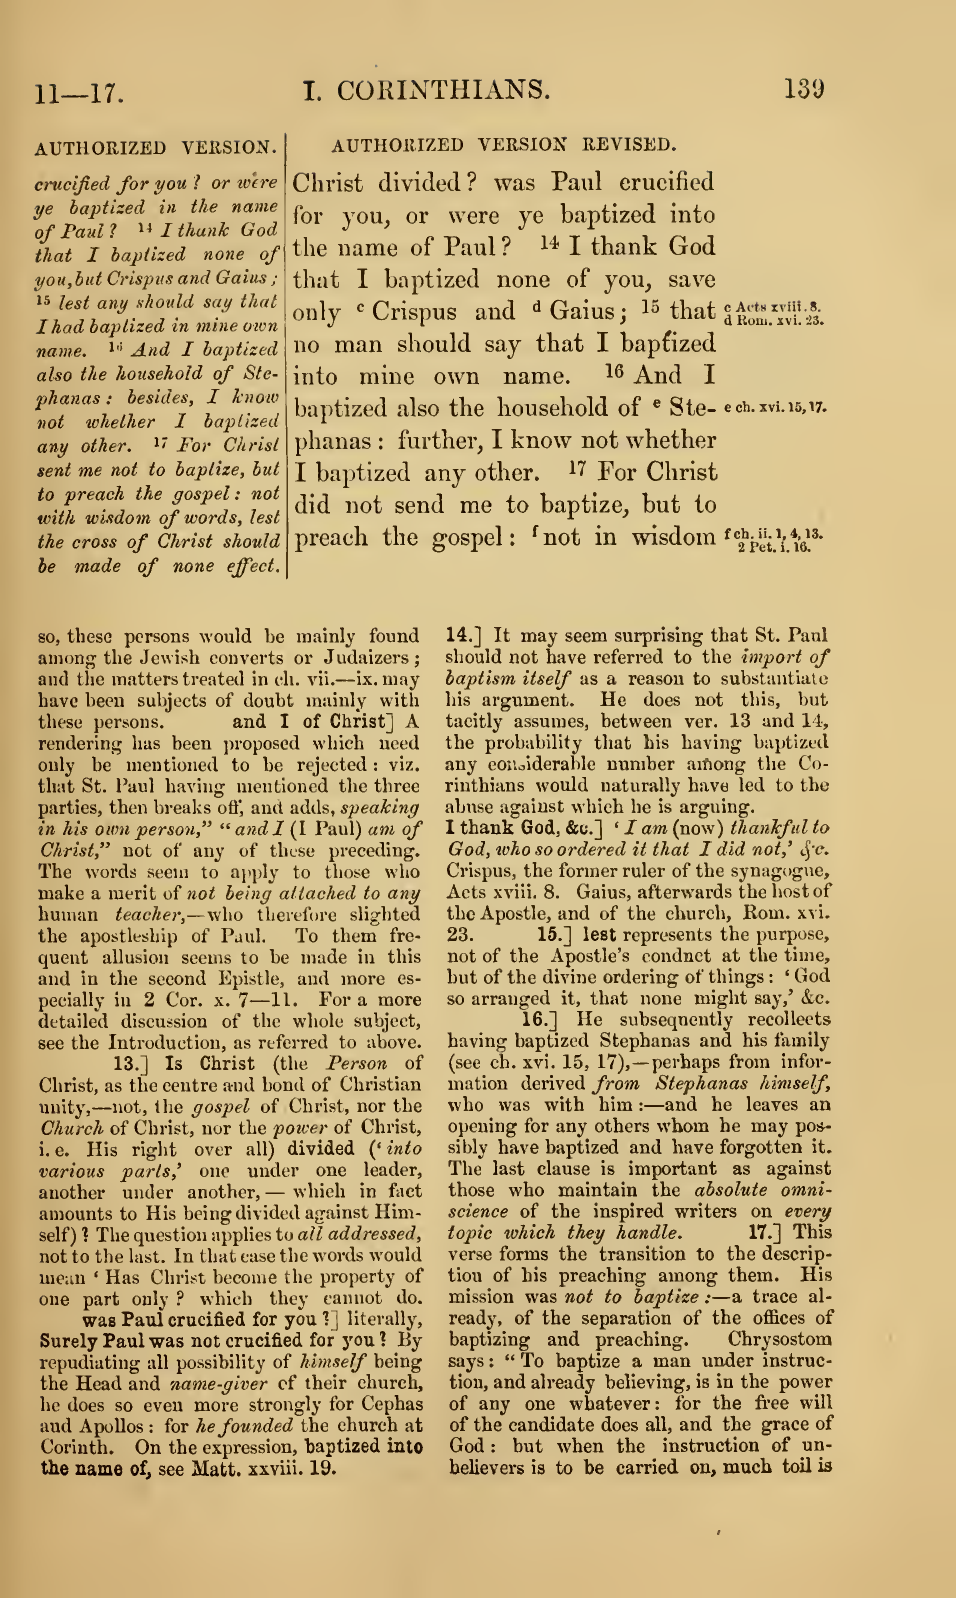 11—17.
I. CORINTHIANS.
139
AUTHORIZED VERSION.
crucified for you? or were
ye baptized in the name
of Paul? 14 I thank God
that I baptized none of
you, but Crispus and Gaius;
15 lest any should say that
I had baptized in mine own
name. 16 And I baptized
also the household of Ste-
phanas: besides, I know
not whether I baptized
any other. 17 For Christ
sent me not to baptize, but
to preach the gospel: not
with wisdom of words, lest
the cross of Christ should
be made of none effect.
AUTHORIZED VERSION REVISED.
Christ divided? was Paul crucified
for you, or were ye baptized into
the name of Paul? 14 I thank God
that I baptized none of you, save
only c Crispus and d Gaius; 15 that
no man should say that I baptized
into mine own name. 16 And I
baptized also the household of e Ste-
phanas: further, I know not whether
I baptized any other. 17 For Christ
did not send me to baptize, but to
preach the gospel: f not in wisdom
c Acts xviii. 8.
d Rom. xvi. 23.
e ch. xvi. 15, 17.
f ch. ii. 1, 4, 13.
2 Pet. i. 16.
so, these persons would be mainly found
among the Jewish converts or Judaizers;
and the matters treated in ch. vii.—ix. may
have been subjects of doubt mainly with
these persons. and I of Christ] A
rendering has been proposed which need
only be mentioned to be rejected: viz.
that St. Paul having mentioned the three
parties, then breaks off, and adds, speaking
in his own person," "and I (I Paul) am of
Christ," not of any of these preceding.
The words seem to apply to those who
make a merit of not being attached to any
human teacher,—who therefore slighted
the apostleship of Paul. To them fre-
quent allusion seems to be made in this
and in the second Epistle, and more es-
pecially in 2 Cor. x. 7—11. For a more
detailed discussion of the whole subject,
see the Introduction, as referred to above.
13.] Is Christ (the Person of
Christ, as the centre and bond of Christian
unity,—not, the gospel of Christ, nor the
Church of Christ, nor the power of Christ,
i. e. His right over all) divided ('into
various parts,' one under one leader,
another under another,—which in fact
amounts to His being divided against Him-
self)? The question applies to all addressed,
not to the last. In that case the words would
mean 'Has Christ become the property of
one part only? which they cannot do.
was Paul crucified for you?] literally,
Surely Paul was not crucified for you? By
repudiating all possibility of himself being
the Head and name-giver of their church,
he does so even more strongly for Cephas
and Apollos: for he founded the church at
Corinth. On the expression, baptized into
the name of, see Matt. xxviii. 19.
14.] It may seem surprising that St. Paul
should not have referred to the import of
baptism itself as a reason to substantiate
his argument. He does not this, but
tacitly assumes, between ver. 13 and 14,
the probability that his having baptized
any considerable number among the Co-
rinthians would naturally have led to the
abuse against which he is arguing.
I thank God, &c.] 'I am (now) thankful to
God, who so ordered it that I did not,' &c.
Crispus, the former ruler of the synagogue,
Acts xviii. 8. Gaius, afterwards the host of
the Apostle, and of the church, Rom. xvi.
23. 15.] lest represents the purpose,
not of the Apostle's conduct at the time,
but of the divine ordering of things: 'God
so arranged it, that none might say,' &c.
16.] He subsequently recollects
having baptized Stephanas and his family
(see ch. xvi. 15, 17),—perhaps from infor-
mation derived from Stephanas himself,
who was with him:—and he leaves an
opening for any others whom he may pos-
sibly have baptized and have forgotten it.
The last clause is important as against
those who maintain the absolute omni-
science of the inspired writers on every
topic which they handle. 17.] This
verse forms the transition to the descrip-
tion of his preaching among them. His
mission was not to baptize:—a trace al-
ready, of the separation of the offices of
baptizing and preaching. Chrysostom
says: "To baptize a man under instruc-
tion, and already believing, is in the power
of any one whatever: for the free will
of the candidate does all, and the grace of
God: but when the instruction of un-
believers is to be carried on, much toil is